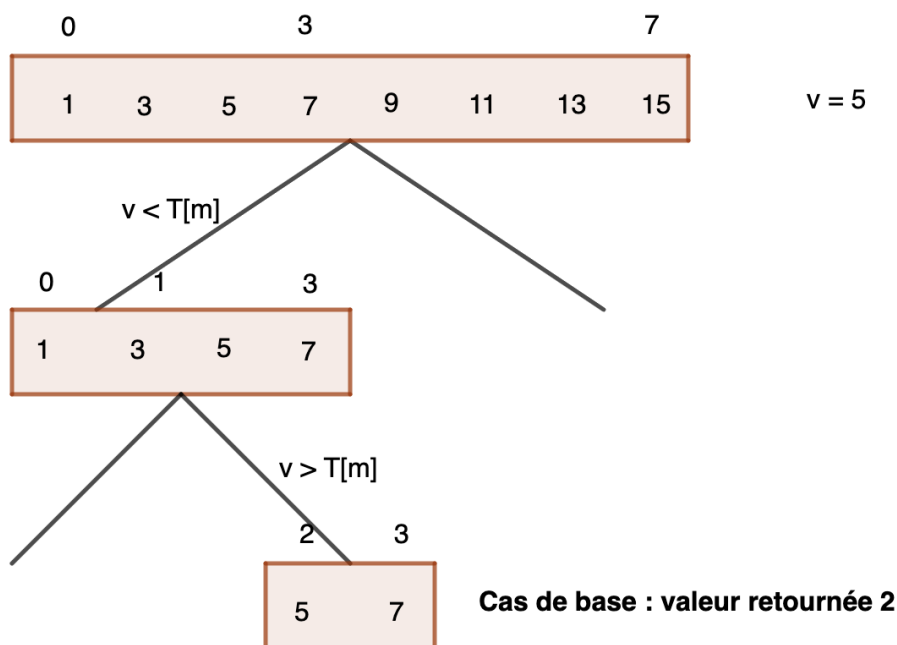 0 3 7
1 3 5 7 9 11 13 15 v = 5
v < T[m]
0 1 3
1 3 5 7
v > T[m]
2 3
5 7 Cas de base : valeur retournée 2